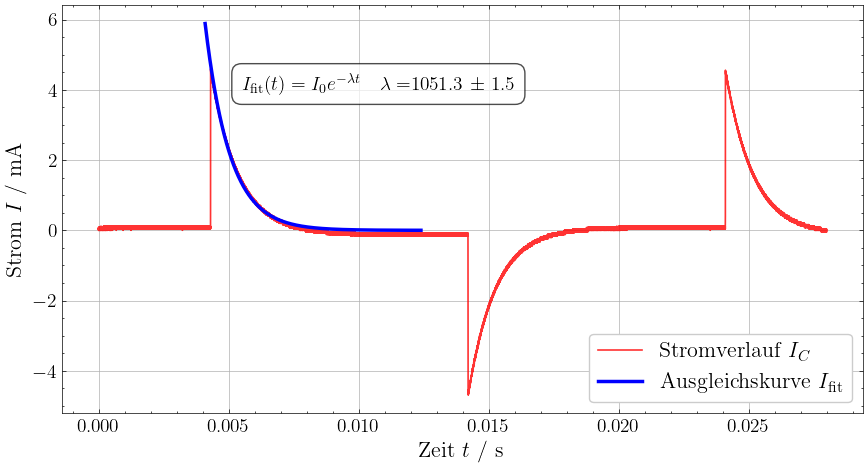 6
4
2
0
−2
−4
Strom I / mA
I_fit(t) = I_0 e^{−λt} λ =1051.3 ± 1.5
Stromverlauf I_C
Ausgleichskurve I_fit
0.000 0.005 0.010 0.015 0.020 0.025
Zeit t / s